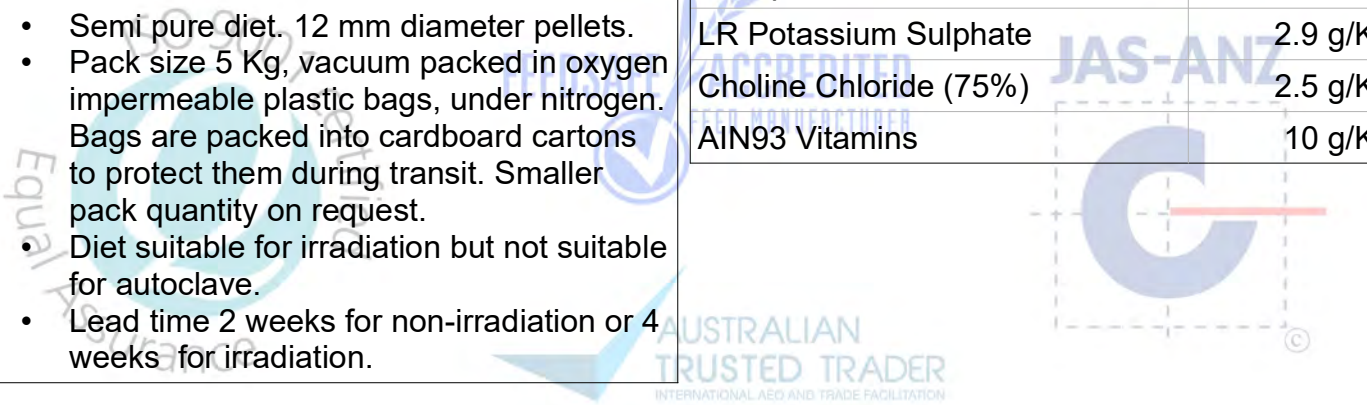 • Semi pure diet. 12 mm diameter pellets.
• Pack size 5 Kg, vacuum packed in oxygen
impermeable plastic bags, under nitrogen.
Bags are packed into cardboard cartons
to protect them during transit. Smaller
pack quantity on request.
• Diet suitable for irradiation but not suitable
for autoclave.
• Lead time 2 weeks for non-irradiation or 4
weeks for irradiation.
LR Potassium Sulphate 2.9 g/K
Choline Chloride (75%) 2.5 g/K
AIN93 Vitamins 10 g/K
ISO 9001 Certified
Equal Assurance
FEEDSAFE
ACCREDITED
FEED MANUFACTURER
JAS-ANZ
©
AUSTRALIAN
TRUSTED TRADER
INTERNATIONAL AEO AND TRADE FACILITATION